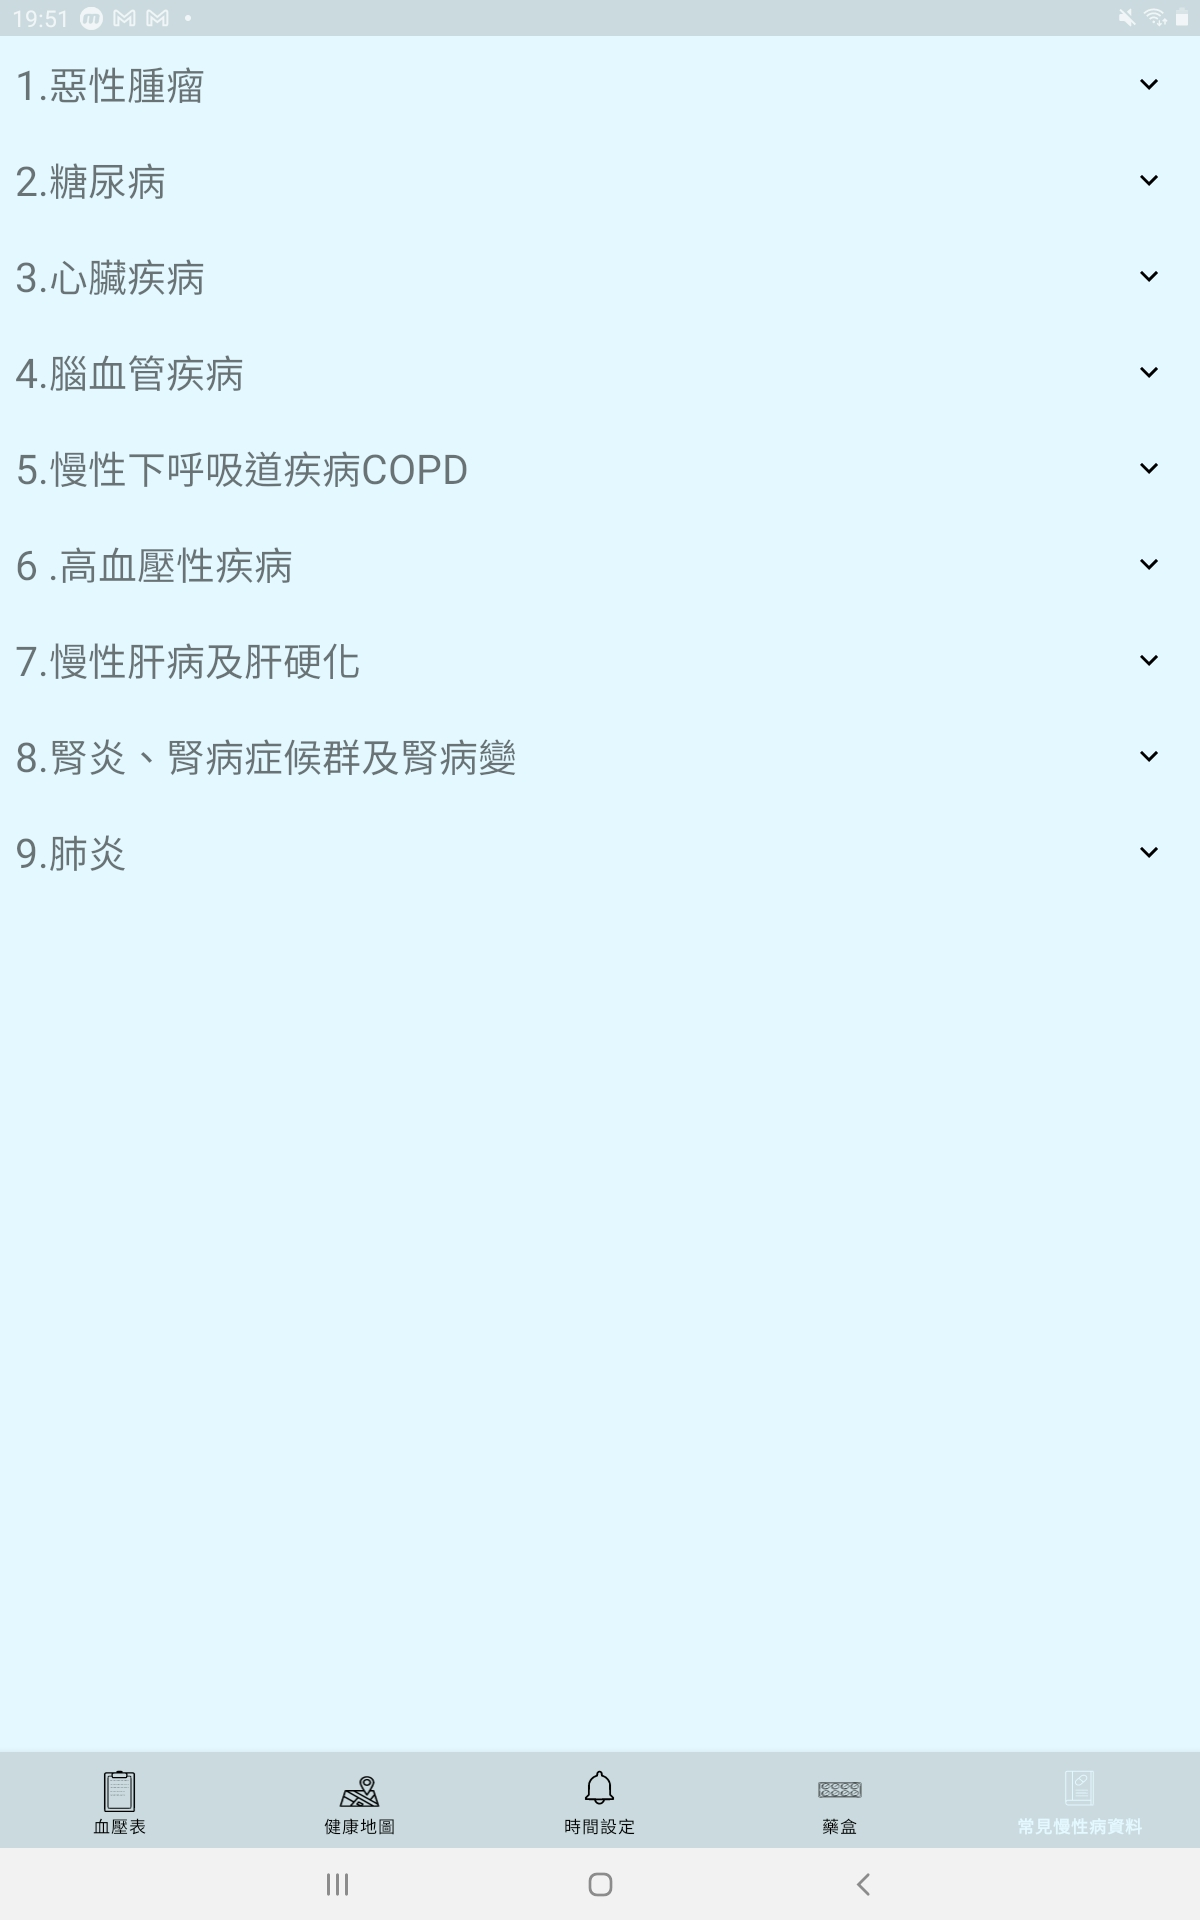 19:51
1.惡性腫瘤
2.糖尿病
3.心臟疾病
4.腦血管疾病
5.慢性下呼吸道疾病COPD
6 .高血壓性疾病
7.慢性肝病及肝硬化
8.腎炎、腎病症候群及腎病變
9.肺炎
血壓表
健康地圖
時間設定
藥盒
常見慢性病資料